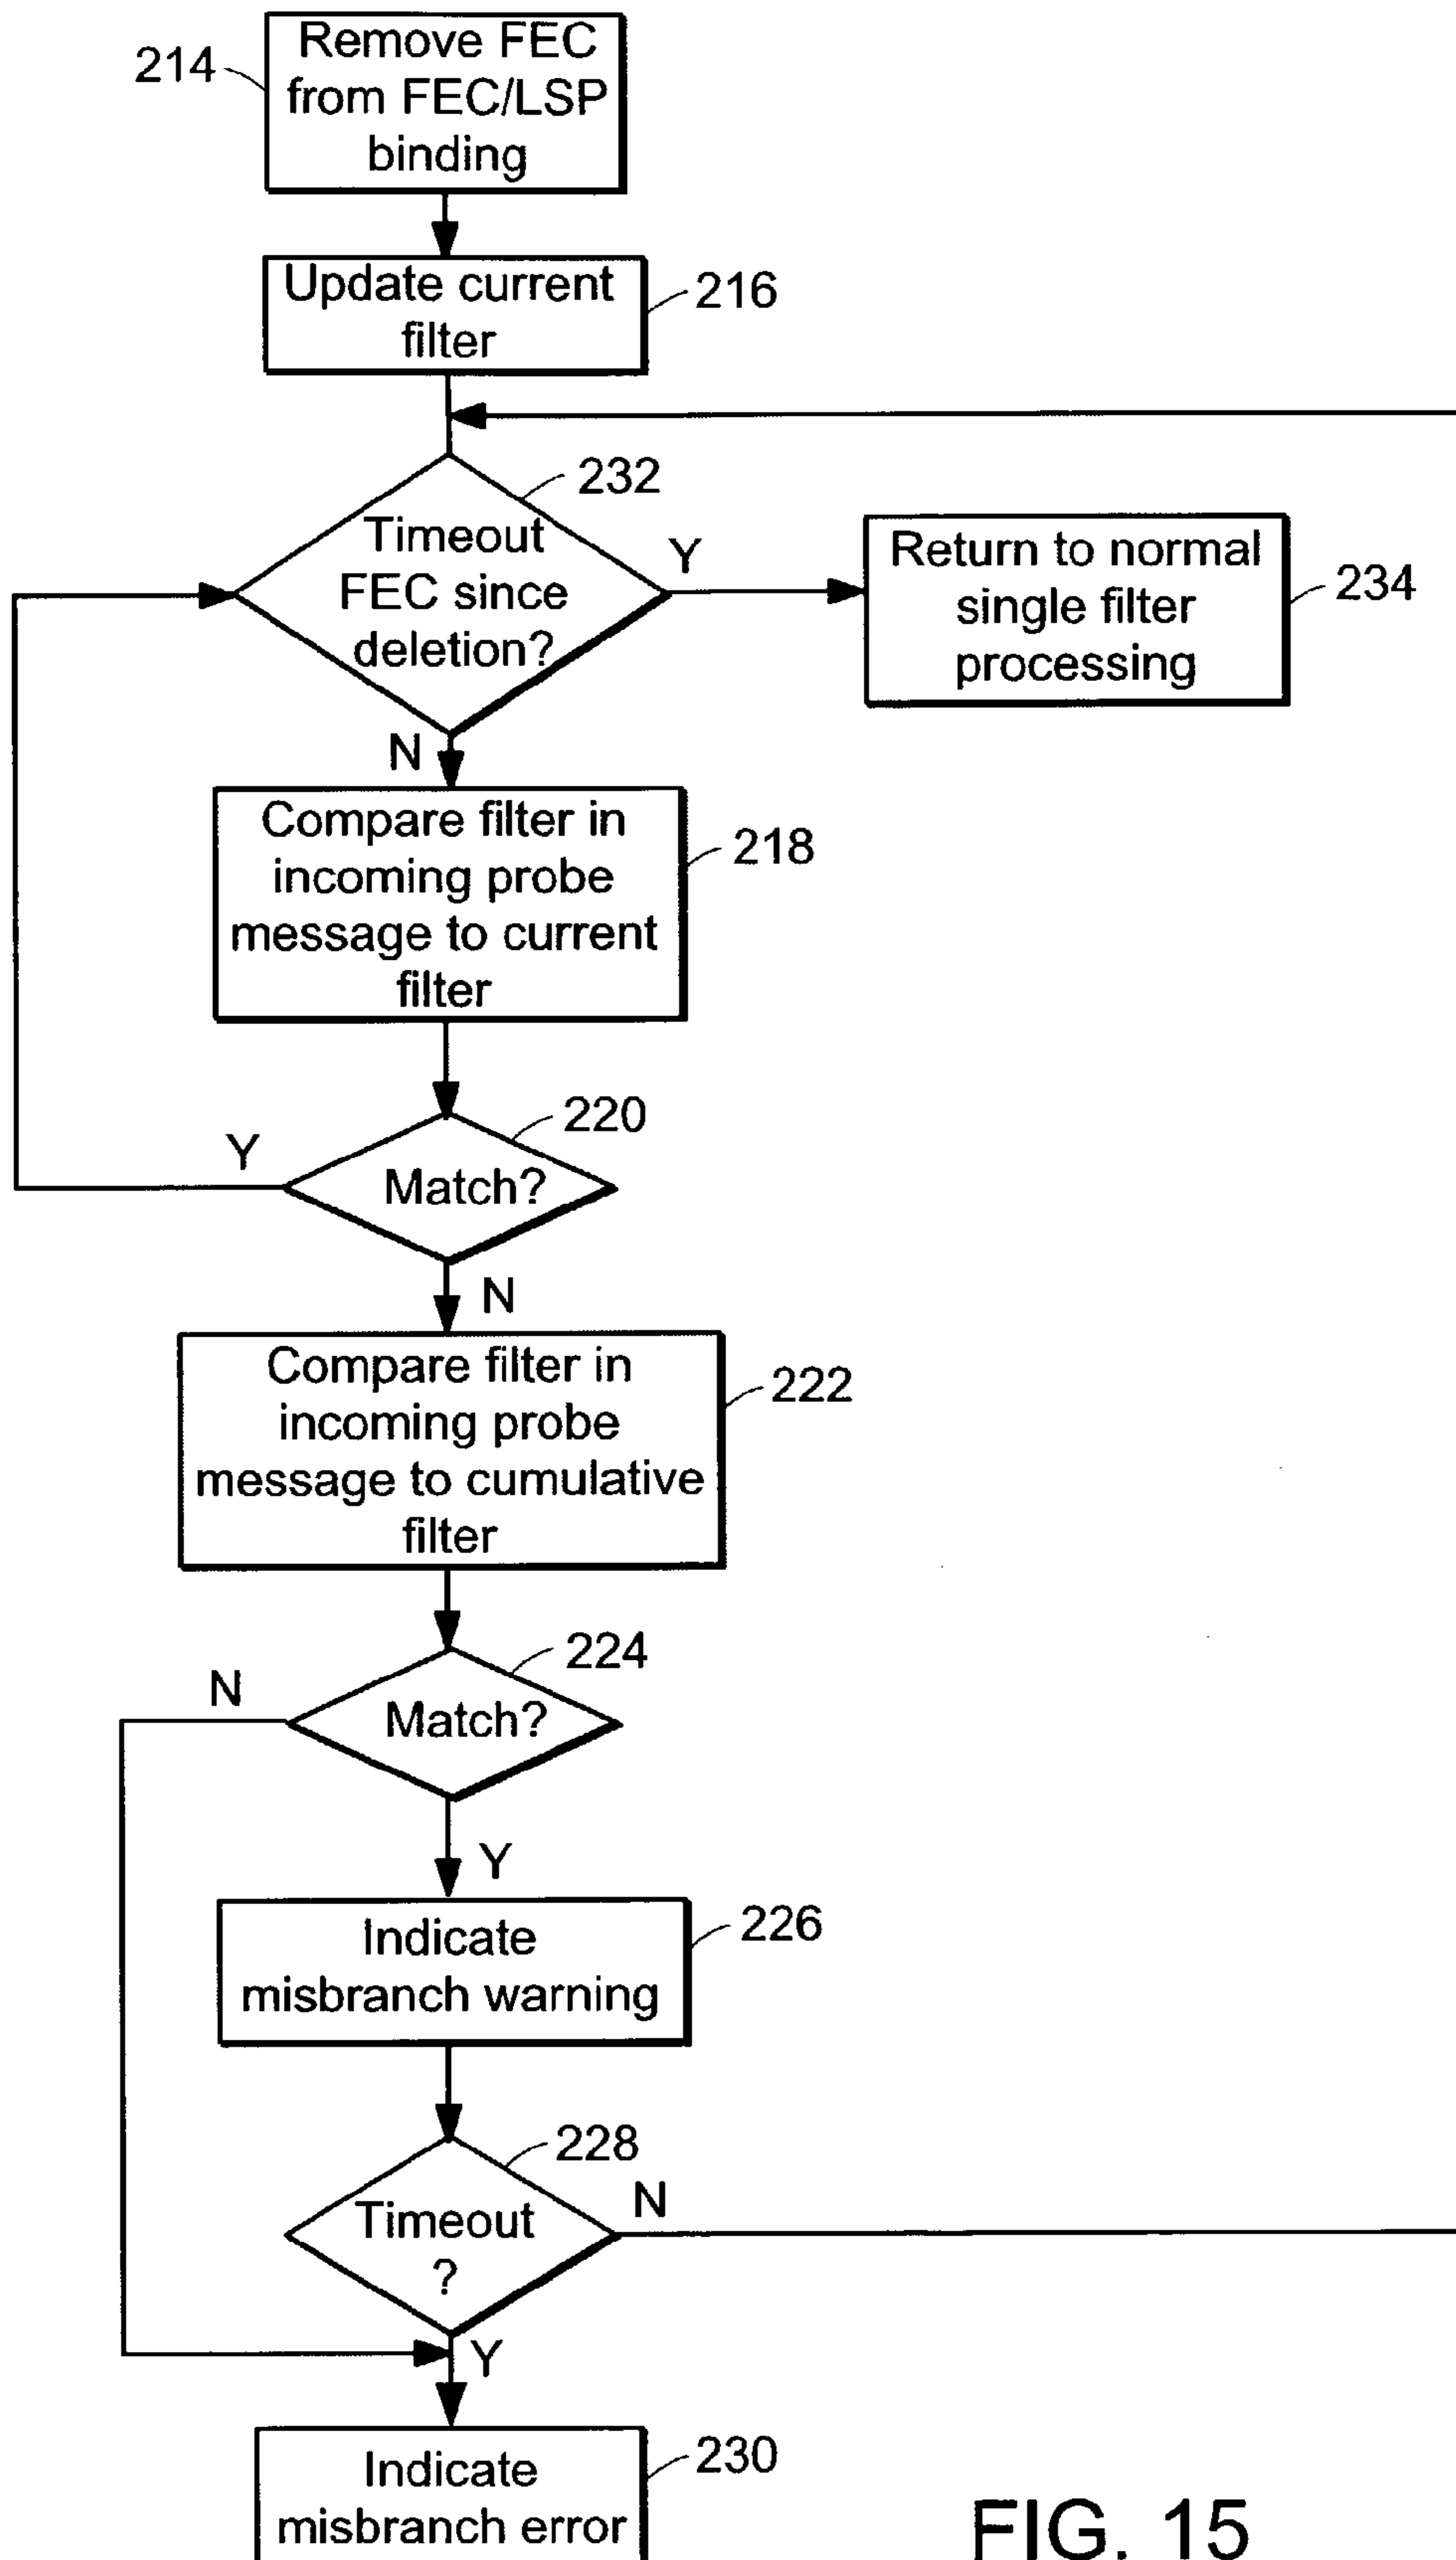 Remove FEC
from FEC/LSP
binding
214
Update current
filter
216
232
Timeout
FEC since
deletion?
Y
Return to normal
single filter
processing
234
N
Compare filter in
incoming probe
message to current
filter
218
220
Match?
Y
N
Compare filter in
incoming probe
message to cumulative
filter
222
224
Match?
N
Y
Indicate
misbranch warning
226
228
Timeout
?
N
Y
Indicate
misbranch error
230
FIG. 15